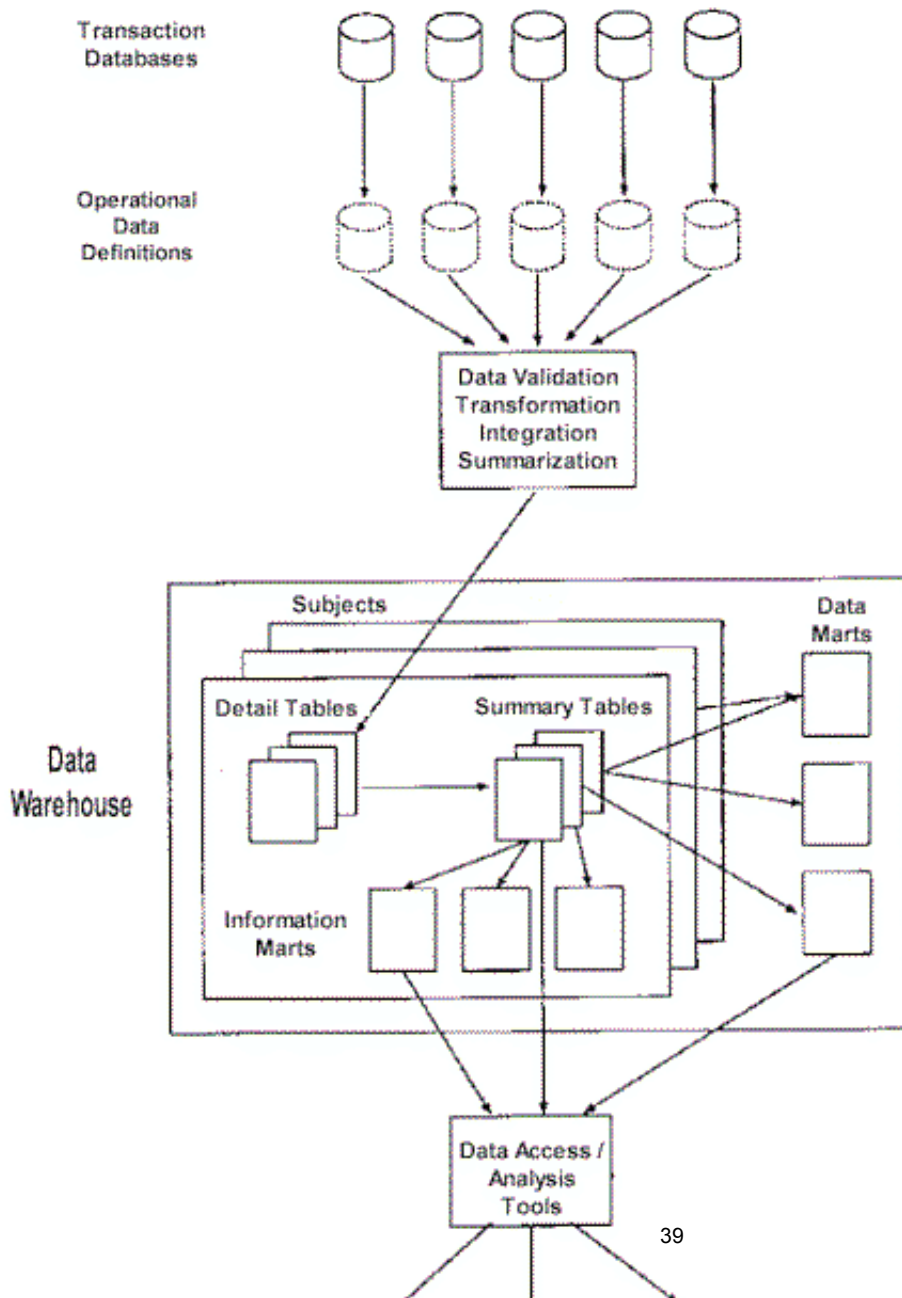 Transaction
Databases
Operational
Data
Definitions
Data Validation
Transformation
Integration
Summarization
Subjects
Data
Marts
Detail Tables
Summary Tables
Data
Warehouse
Information
Marts
Data Access /
Analysis
Tools
39